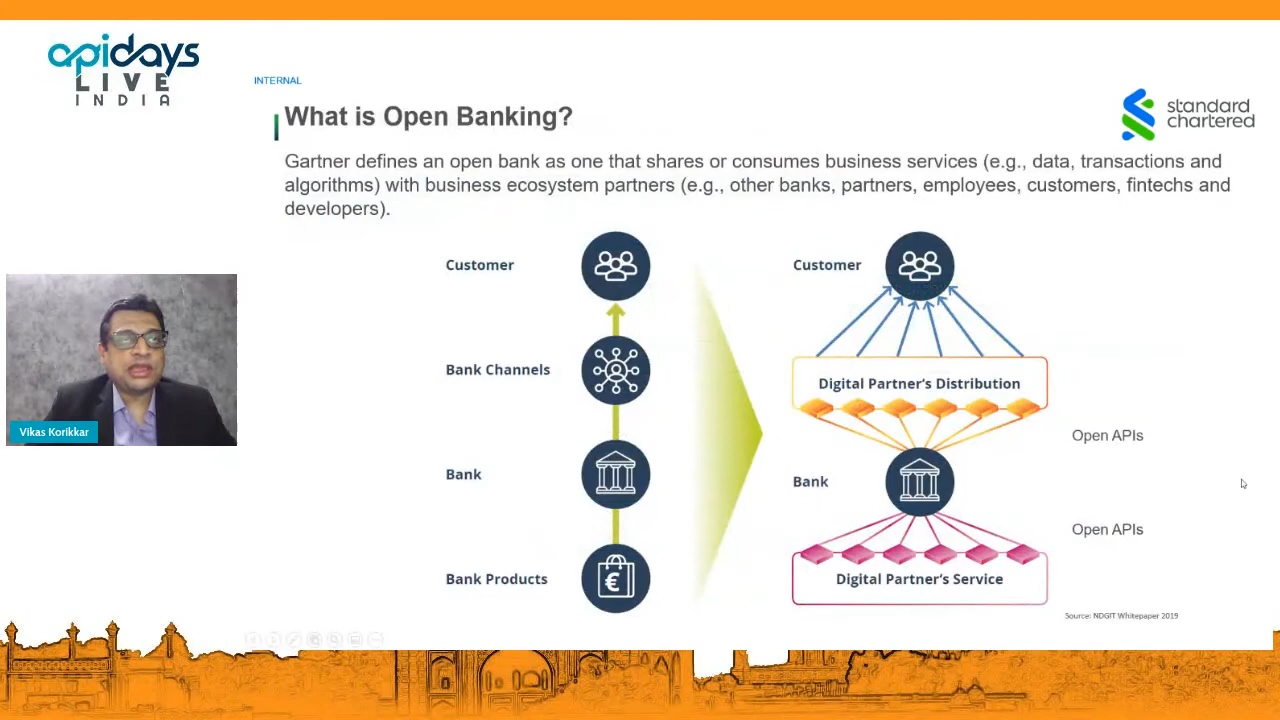 apidays
LIVE
INDIA
INTERNAL
What is Open Banking?
standard
chartered
Gartner defines an open bank as one that shares or consumes business services (e.g., data, transactions and
algorithms) with business ecosystem partners (e.g., other banks, partners, employees, customers, fintechs and
developers).
Customer
Bank Channels
Bank
Bank Products
€
Customer
Digital Partner's Distribution
Open APIs
Bank
Open APIs
Digital Partner's Service
Source: NDGIT Whitepaper 2019
Vikas Korikkar